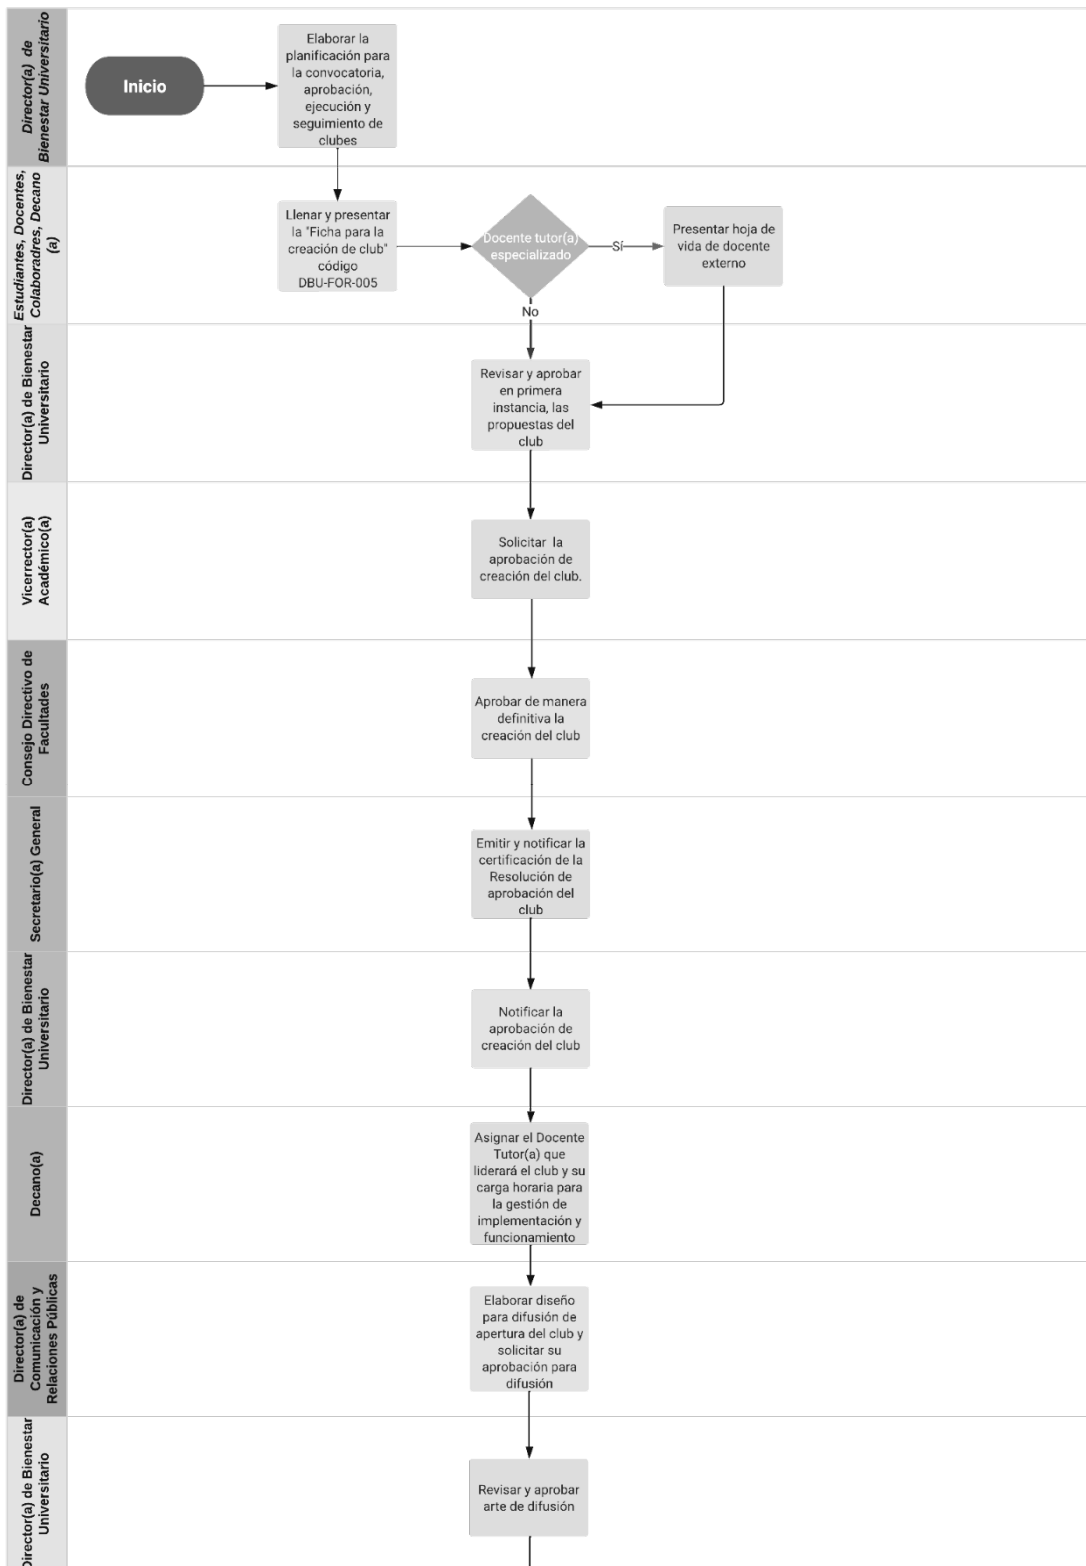 Director(a) de
Bienestar Universitario
Inicio
Elaborar la
planificación para
la convocatoria,
aprobación,
ejecución y
seguimiento de
clubes
Estudiantes, Docentes,
Colaboradres, Decano
(a)
Llenar y presentar
la "Ficha para la
creación de club"
código
DBU-FOR-005
Docente tutor(a)
especializado
Sí
Presentar hoja de
vida de docente
externo
No
Director(a) de Bienestar
Universitario
Revisar y aprobar
en primera
instancia, las
propuestas del
club
Vicerrector(a)
Académico(a)
Solicitar la
aprobación de
creación del club.
Consejo Directivo de
Facultades
Aprobar de manera
definitiva la
creación del club
Secretario(a) General
Emitir y notificar la
certificación de la
Resolución de
aprobación del
club
Director(a) de Bienestar
Universitario
Notificar la
aprobación de
creación del club
Decano(a)
Asignar el Docente
Tutor(a) que
liderará el club y su
carga horaria para
la gestión de
implementación y
funcionamiento
Director(a) de
Comunicación y
Relaciones Públicas
Elaborar diseño
para difusión de
apertura del club y
solicitar su
aprobación para
difusión
Director(a) de Bienestar
Universitario
Revisar y aprobar
arte de difusión